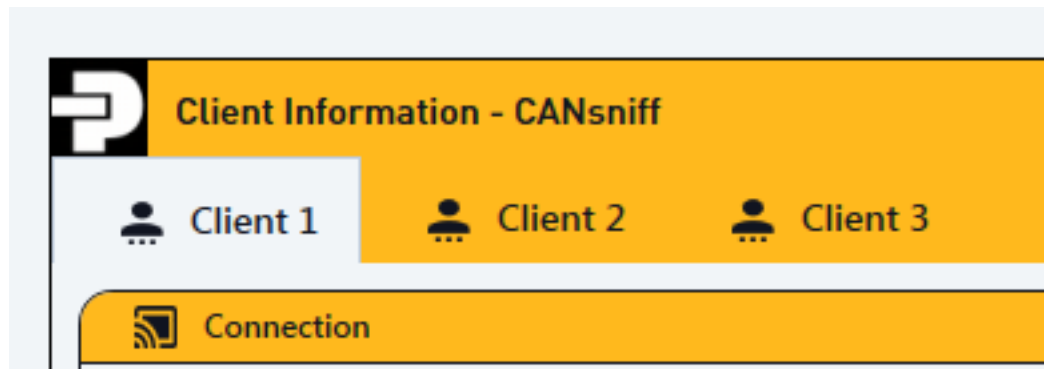 Client Information - CANsniff
Client 1 Client 2 Client 3
Connection